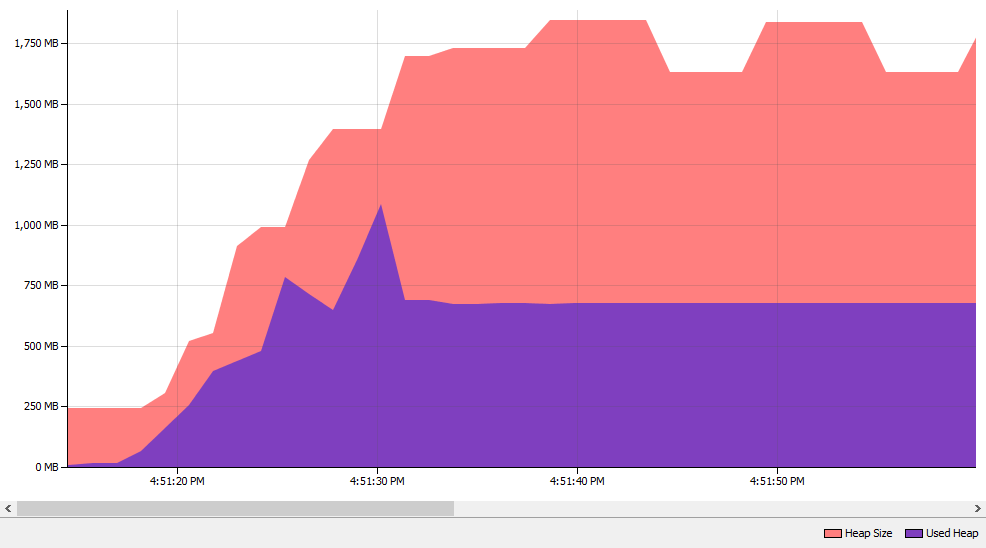 1,750 MB
1,500 MB
1,250 MB
1,000 MB
750 MB
500 MB
250 MB
0 MB
4:51:20 PM 4:51:30 PM 4:51:40 PM 4:51:50 PM
Heap Size Used Heap